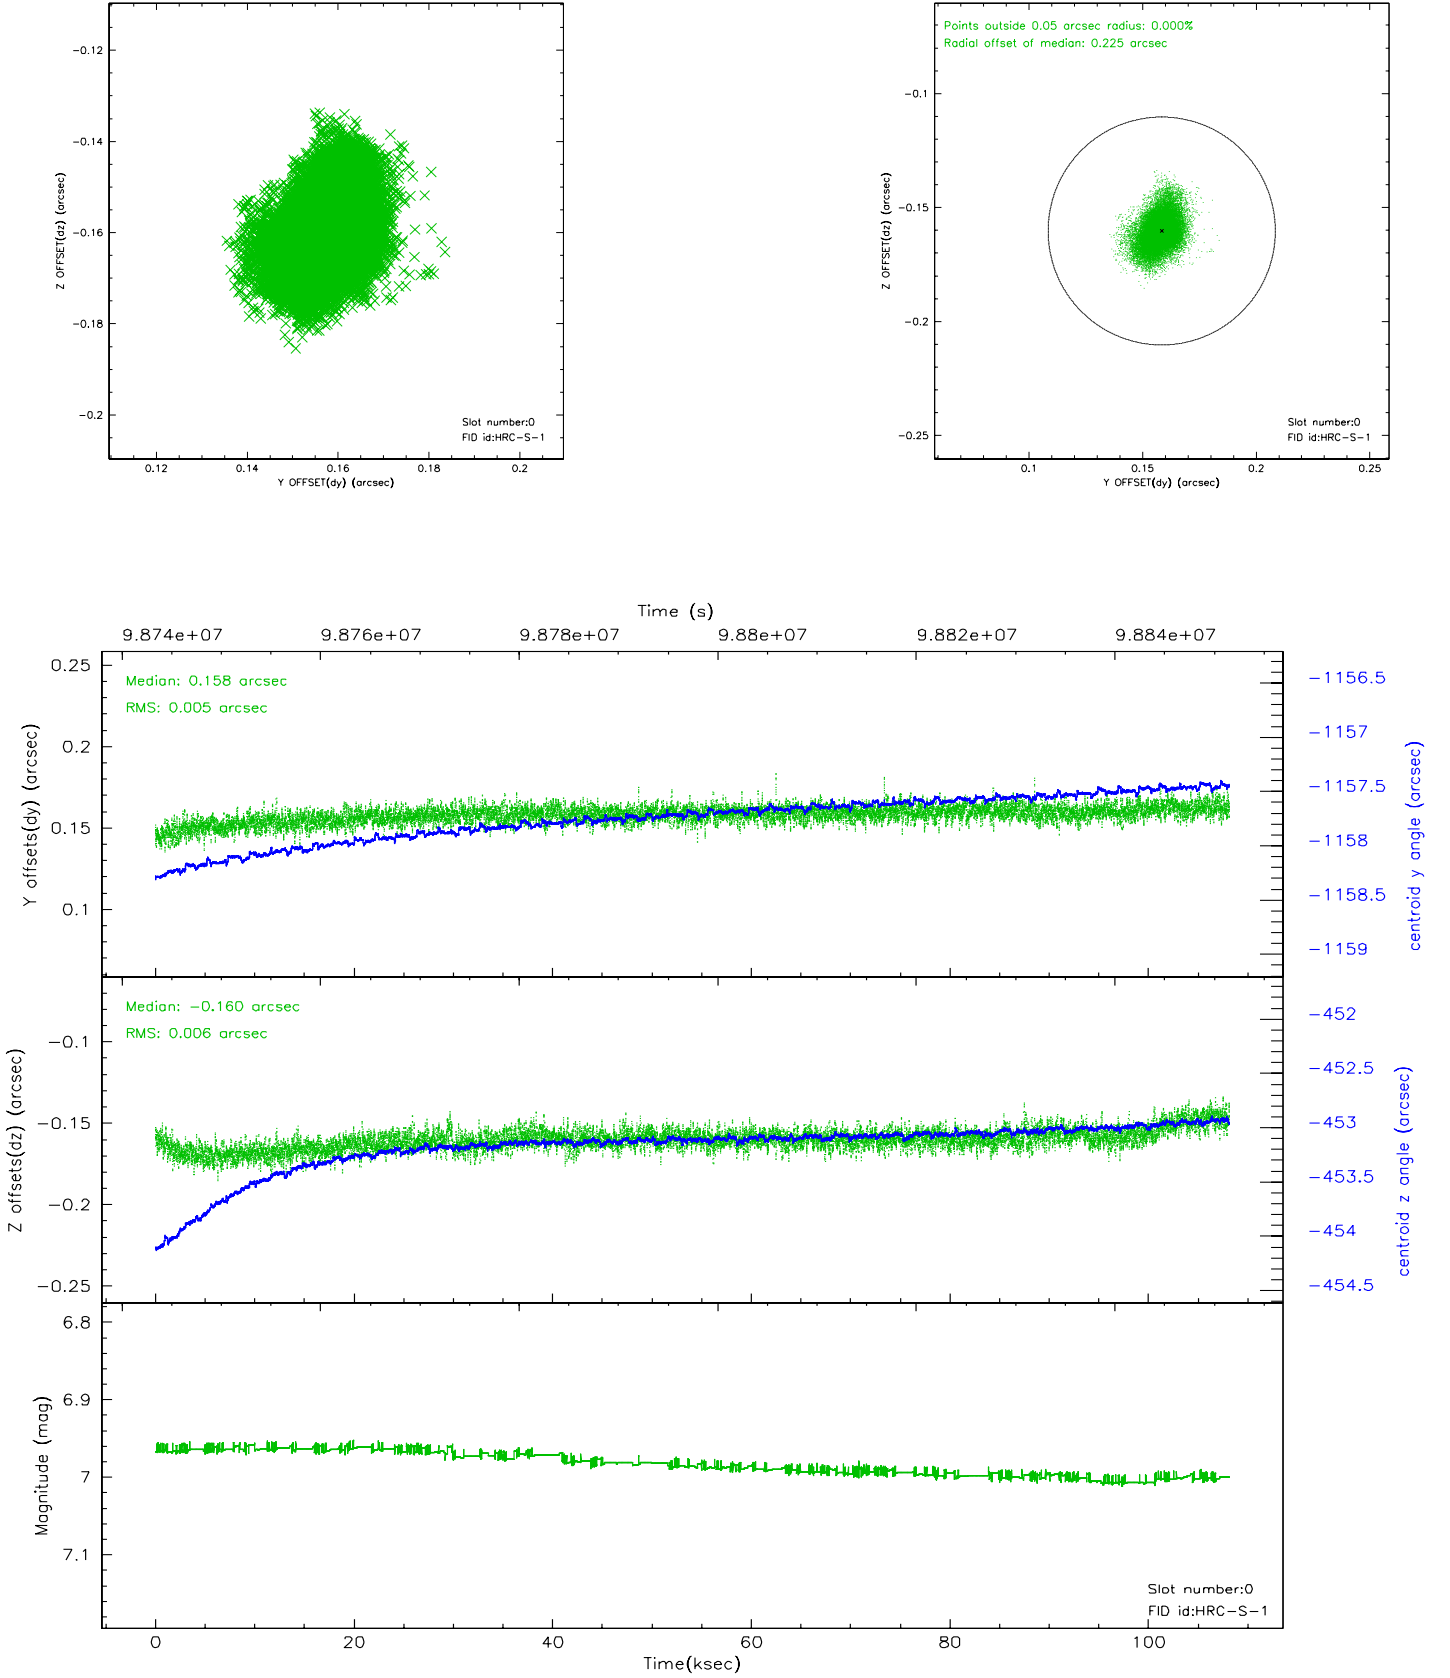 -0.12
-0.14
-0.16
-0.18
-0.2
Z OFFSET(dz) (arcsec)
Slot number:0
FID id:HRC-S-1
0.12 0.14 0.16 0.18 0.2
Y OFFSET(dy) (arcsec)
Points outside 0.05 arcsec radius: 0.000%
Radial offset of median: 0.225 arcsec
-0.1
-0.15
-0.2
-0.25
Z OFFSET(dz) (arcsec)
Slot number:0
FID id:HRC-S-1
0.1 0.15 0.2 0.25
Y OFFSET(dy) (arcsec)
Time (s)
9.874e+07 9.876e+07 9.878e+07 9.88e+07 9.882e+07 9.884e+07
0.25
0.2
0.15
0.1
Y offsets(dy) (arcsec)
Median: 0.158 arcsec
RMS: 0.005 arcsec
-1156.5
-1157
-1157.5
-1158
-1158.5
-1159
centroid y angle (arcsec)
-0.1
-0.15
-0.2
-0.25
Z offsets(dz) (arcsec)
Median: -0.160 arcsec
RMS: 0.006 arcsec
-452
-452.5
-453
-453.5
-454
-454.5
centroid z angle (arcsec)
6.8
6.9
7
7.1
Magnitude (mag)
Slot number:0
FID id:HRC-S-1
0 20 40 60 80 100
Time(ksec)